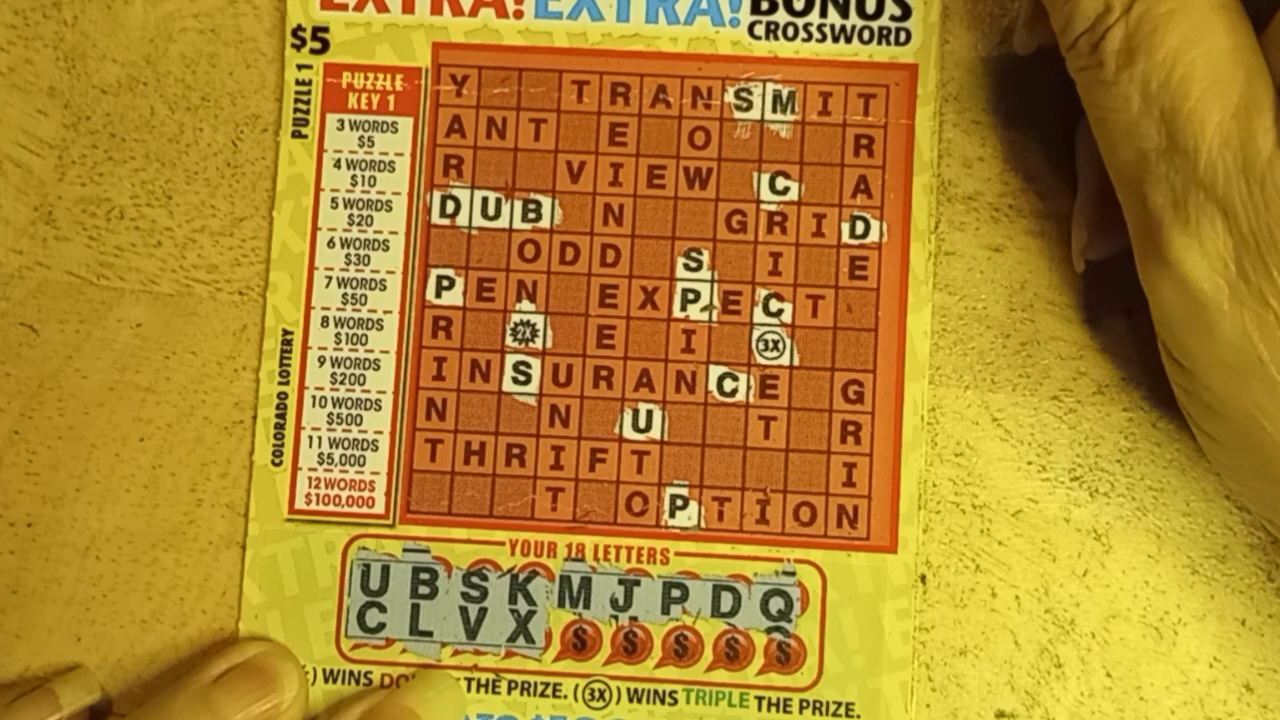 EXTRA! EXTRA! BONUS
CROSSWORD
$5
PUZZLE 1
PUZZLE
KEY 1
3 WORDS
$5
4 WORDS
$10
5 WORDS
$20
6 WORDS
$30
7 WORDS
$50
8 WORDS
$100
9 WORDS
$200
10 WORDS
$500
11 WORDS
$5,000
12 WORDS
$100,000
COLORADO LOTTERY
Y T R A N S M I T
A N T E O R
R V I E W C A
D U B N G R I D
O D D S I E
P E N E X P E C T
R 2X E I 3X
I N S U R A N C E G
N N U T R
T H R I F T I
T O P T I O N
YOUR 18 LETTERS
U B S K M J P D Q
C L V X $ $ $ $ $
) WINS THE PRIZE. (3X) WINS TRIPLE THE PRIZE.